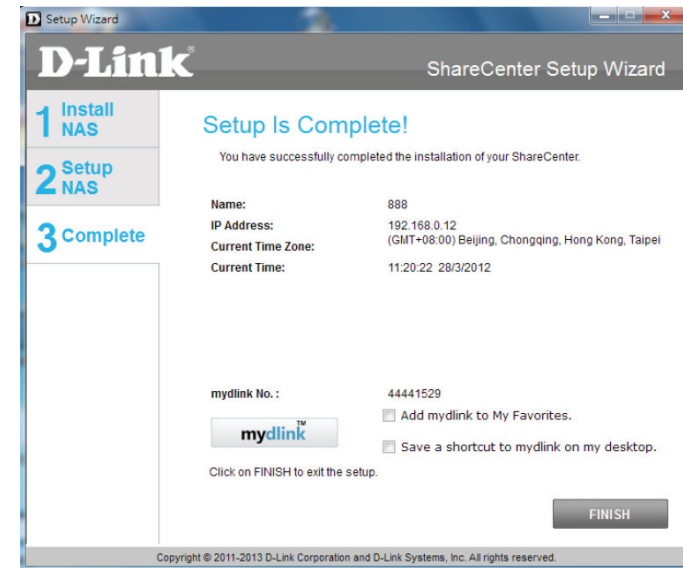 Setup Wizard
D-Link®
ShareCenter Setup Wizard
1 Install
NAS
2 Setup
NAS
3 Complete
Setup Is Complete!
You have successfully completed the installation of your ShareCenter.
Name: 888
IP Address: 192.168.0.12
Current Time Zone: (GMT+08:00) Beijing, Chongqing, Hong Kong, Taipei
Current Time: 11:20:22 28/3/2012
mydlink No. : 44441529
mydlink™
Add mydlink to My Favorites.
Save a shortcut to mydlink on my desktop.
Click on FINISH to exit the setup.
FINISH
Copyright © 2011-2013 D-Link Corporation and D-Link Systems, Inc. All rights reserved.